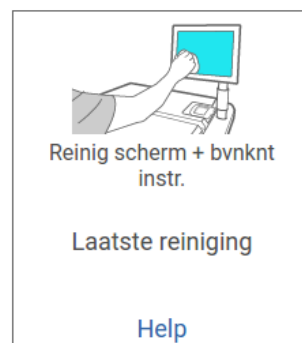 Reinig scherm + bvnknt
instr.
Laatste reiniging
Help